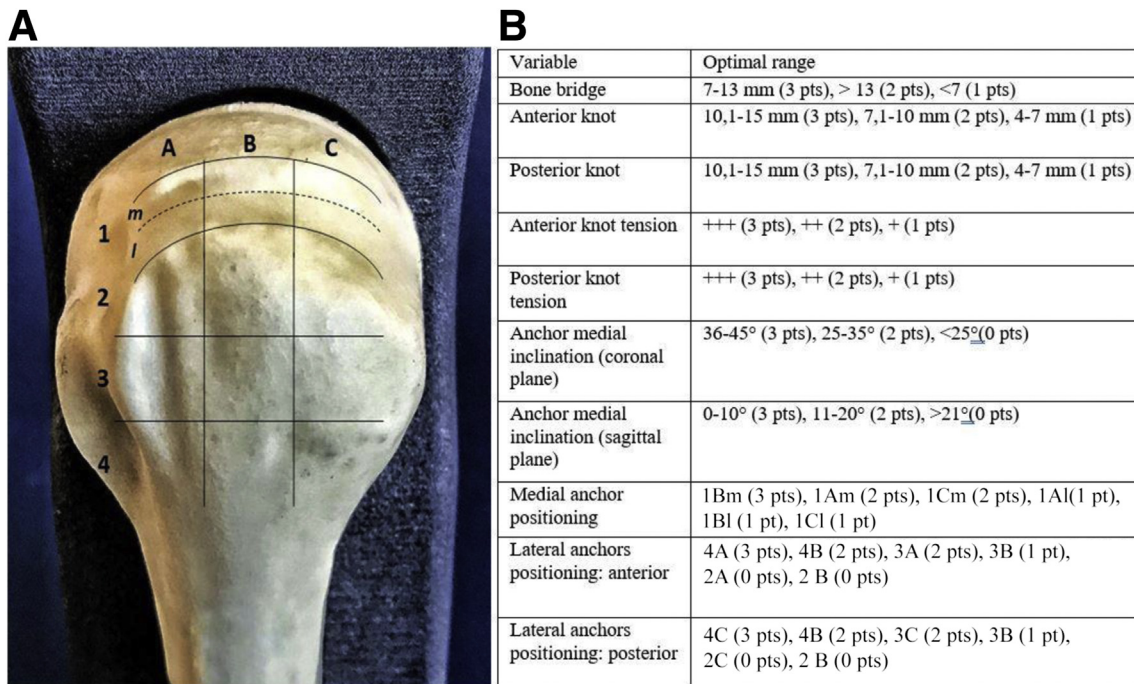 A
B
A
B
C
m
1
l
2
3
4
Variable
Optimal range
Bone bridge
7-13 mm (3 pts), > 13 (2 pts), <7 (1 pts)
Anterior knot
10,1-15 mm (3 pts), 7,1-10 mm (2 pts), 4-7 mm (1 pts)
Posterior knot
10,1-15 mm (3 pts), 7,1-10 mm (2 pts), 4-7 mm (1 pts)
Anterior knot tension
+++ (3 pts), ++ (2 pts), + (1 pts)
Posterior knot
tension
+++ (3 pts), ++ (2 pts), + (1 pts)
Anchor medial
inclination (coronal
plane)
36-45° (3 pts), 25-35° (2 pts), <25°(0 pts)
Anchor medial
inclination (sagittal
plane)
0-10° (3 pts), 11-20° (2 pts), >21°(0 pts)
Medial anchor
positioning
1Bm (3 pts), 1Am (2 pts), 1Cm (2 pts), 1Al(1 pt),
1Bl (1 pt), 1Cl (1 pt)
Lateral anchors
positioning: anterior
4A (3 pts), 4B (2 pts), 3A (2 pts), 3B (1 pt),
2A (0 pts), 2 B (0 pts)
Lateral anchors
positioning: posterior
4C (3 pts), 4B (2 pts), 3C (2 pts), 3B (1 pt),
2C (0 pts), 2 B (0 pts)